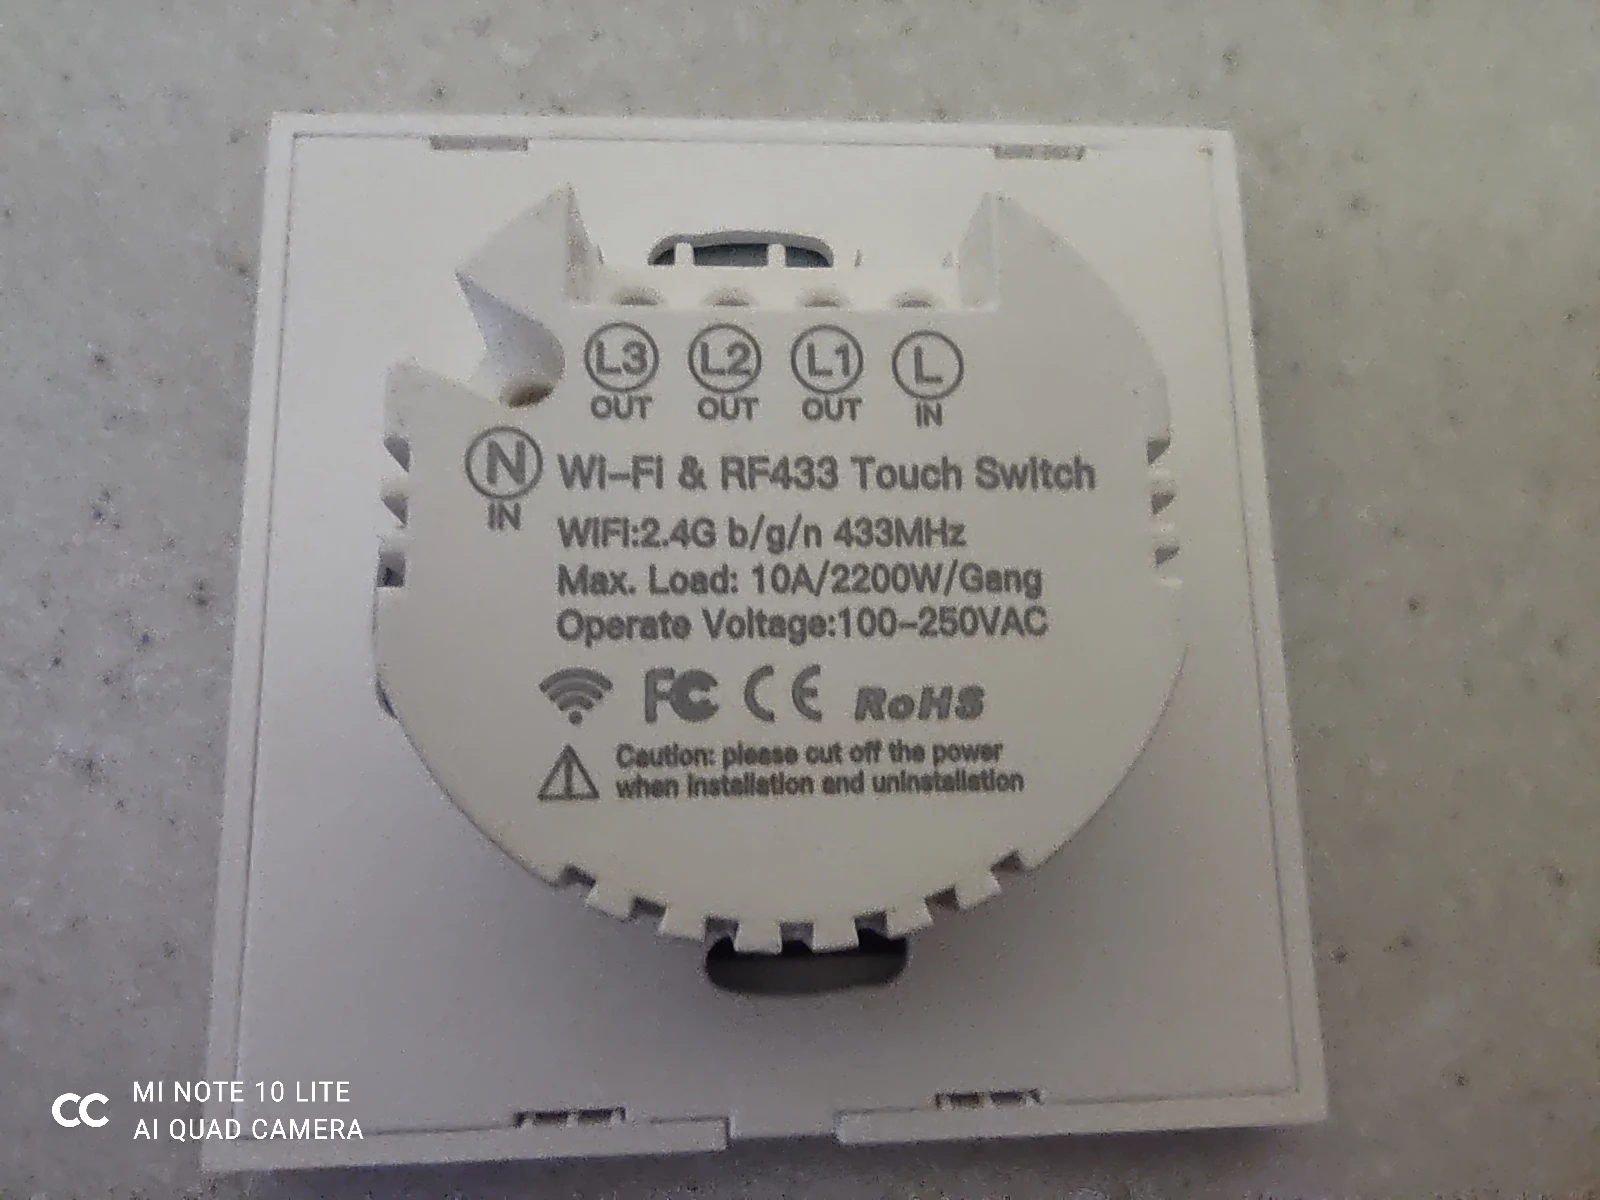 L3 L2 L1 L
OUT OUT OUT IN
N
IN
Wi-Fi & RF433 Touch Switch
WIFI:2.4G b/g/n 433MHz
Max. Load: 10A/2200W/Gang
Operate Voltage:100-250VAC
FC CE RoHS
Caution: please cut off the power
when installation and uninstallation
MI NOTE 10 LITE
AI QUAD CAMERA